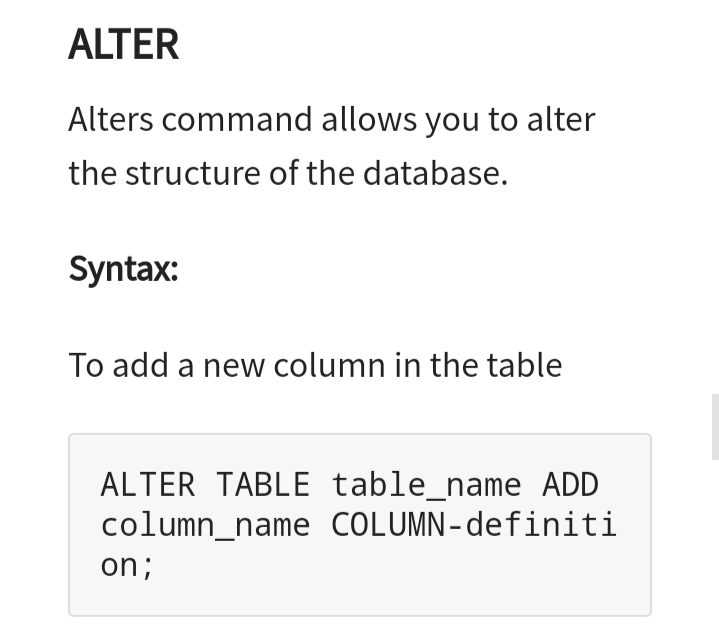 ALTER
Alters command allows you to alter
the structure of the database.
Syntax:
To add a new column in the table
ALTER TABLE table_name ADD
column_name COLUMN-definiti
on;